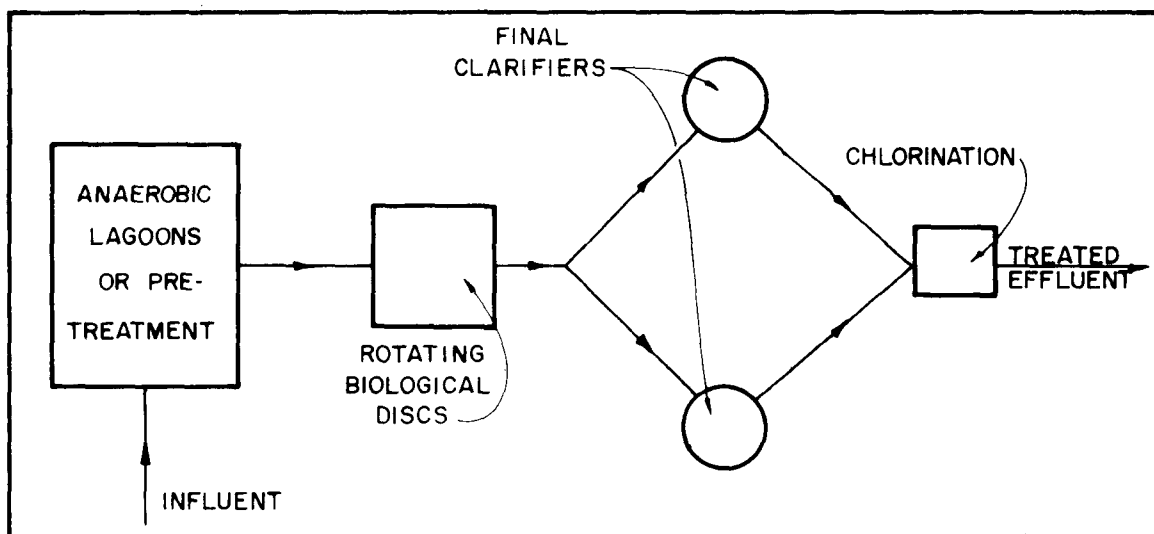 FINAL
CLARIFIERS
CHLORINATION
ANAEROBIC
LAGOONS
OR PRE-
TREATMENT
TREATED
EFFLUENT
ROTATING
BIOLOGICAL
DISCS
INFLUENT